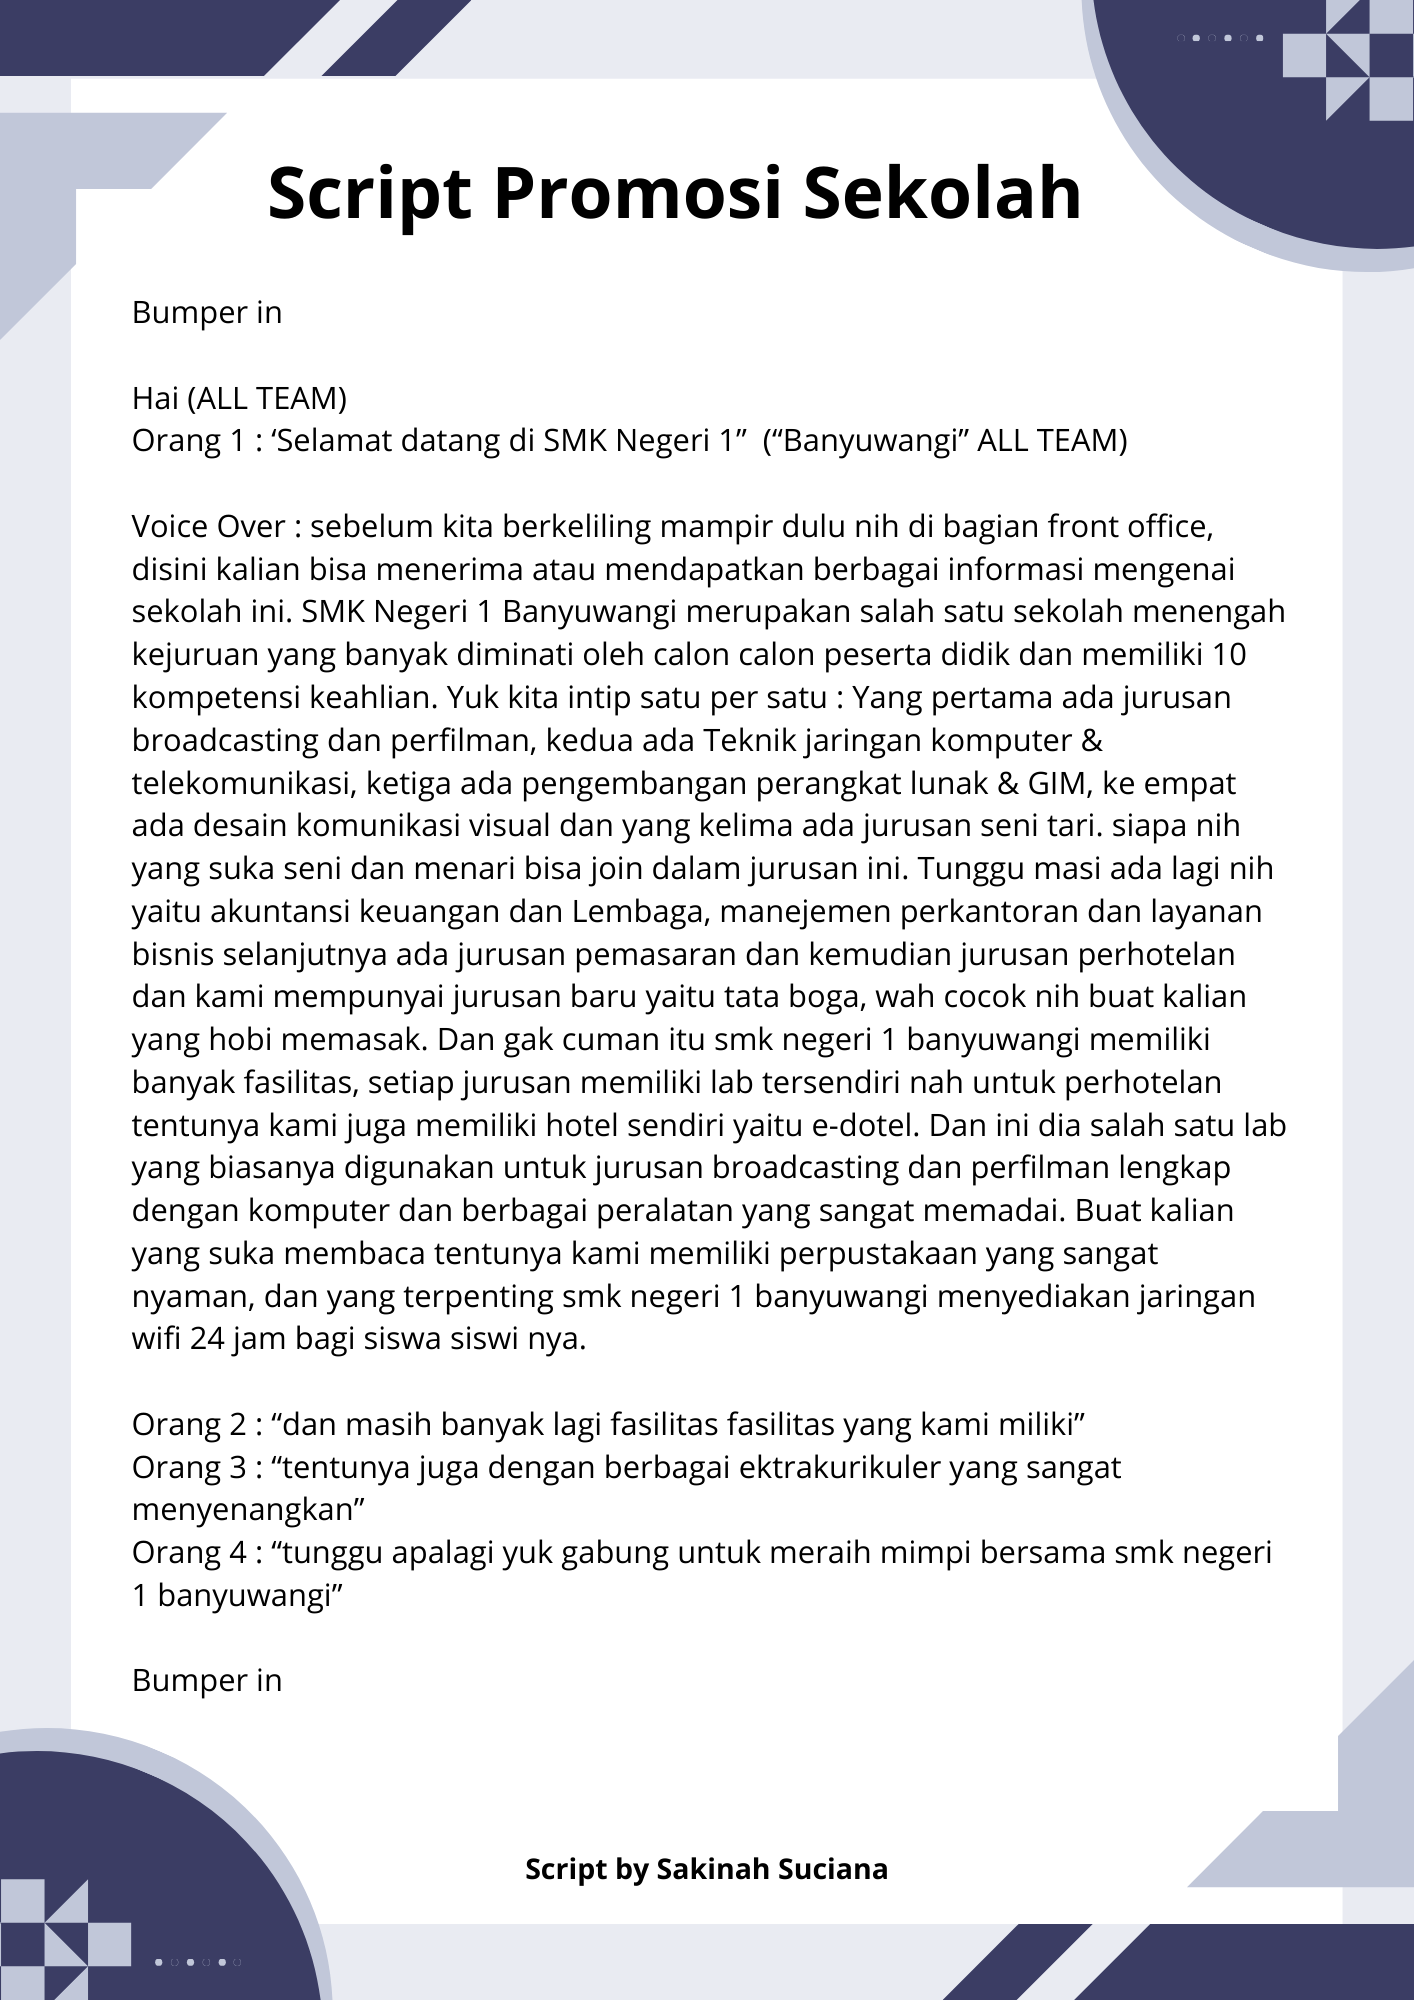 Script Promosi Sekolah
Bumper in
Hai (ALL TEAM)
Orang 1 : ‘Selamat datang di SMK Negeri 1”  (“Banyuwangi” ALL TEAM)
Voice Over : sebelum kita berkeliling mampir dulu nih di bagian front office,
disini kalian bisa menerima atau mendapatkan berbagai informasi mengenai
sekolah ini. SMK Negeri 1 Banyuwangi merupakan salah satu sekolah menengah
kejuruan yang banyak diminati oleh calon calon peserta didik dan memiliki 10
kompetensi keahlian. Yuk kita intip satu per satu : Yang pertama ada jurusan
broadcasting dan perfilman, kedua ada Teknik jaringan komputer &
telekomunikasi, ketiga ada pengembangan perangkat lunak & GIM, ke empat
ada desain komunikasi visual dan yang kelima ada jurusan seni tari. siapa nih
yang suka seni dan menari bisa join dalam jurusan ini. Tunggu masi ada lagi nih
yaitu akuntansi keuangan dan Lembaga, manejemen perkantoran dan layanan
bisnis selanjutnya ada jurusan pemasaran dan kemudian jurusan perhotelan
dan kami mempunyai jurusan baru yaitu tata boga, wah cocok nih buat kalian
yang hobi memasak. Dan gak cuman itu smk negeri 1 banyuwangi memiliki
banyak fasilitas, setiap jurusan memiliki lab tersendiri nah untuk perhotelan
tentunya kami juga memiliki hotel sendiri yaitu e-dotel. Dan ini dia salah satu lab
yang biasanya digunakan untuk jurusan broadcasting dan perfilman lengkap
dengan komputer dan berbagai peralatan yang sangat memadai. Buat kalian
yang suka membaca tentunya kami memiliki perpustakaan yang sangat
nyaman, dan yang terpenting smk negeri 1 banyuwangi menyediakan jaringan
wifi 24 jam bagi siswa siswi nya.
Orang 2 : “dan masih banyak lagi fasilitas fasilitas yang kami miliki”
Orang 3 : “tentunya juga dengan berbagai ektrakurikuler yang sangat
menyenangkan”
Orang 4 : “tunggu apalagi yuk gabung untuk meraih mimpi bersama smk negeri
1 banyuwangi”
Bumper in
Script by Sakinah Suciana